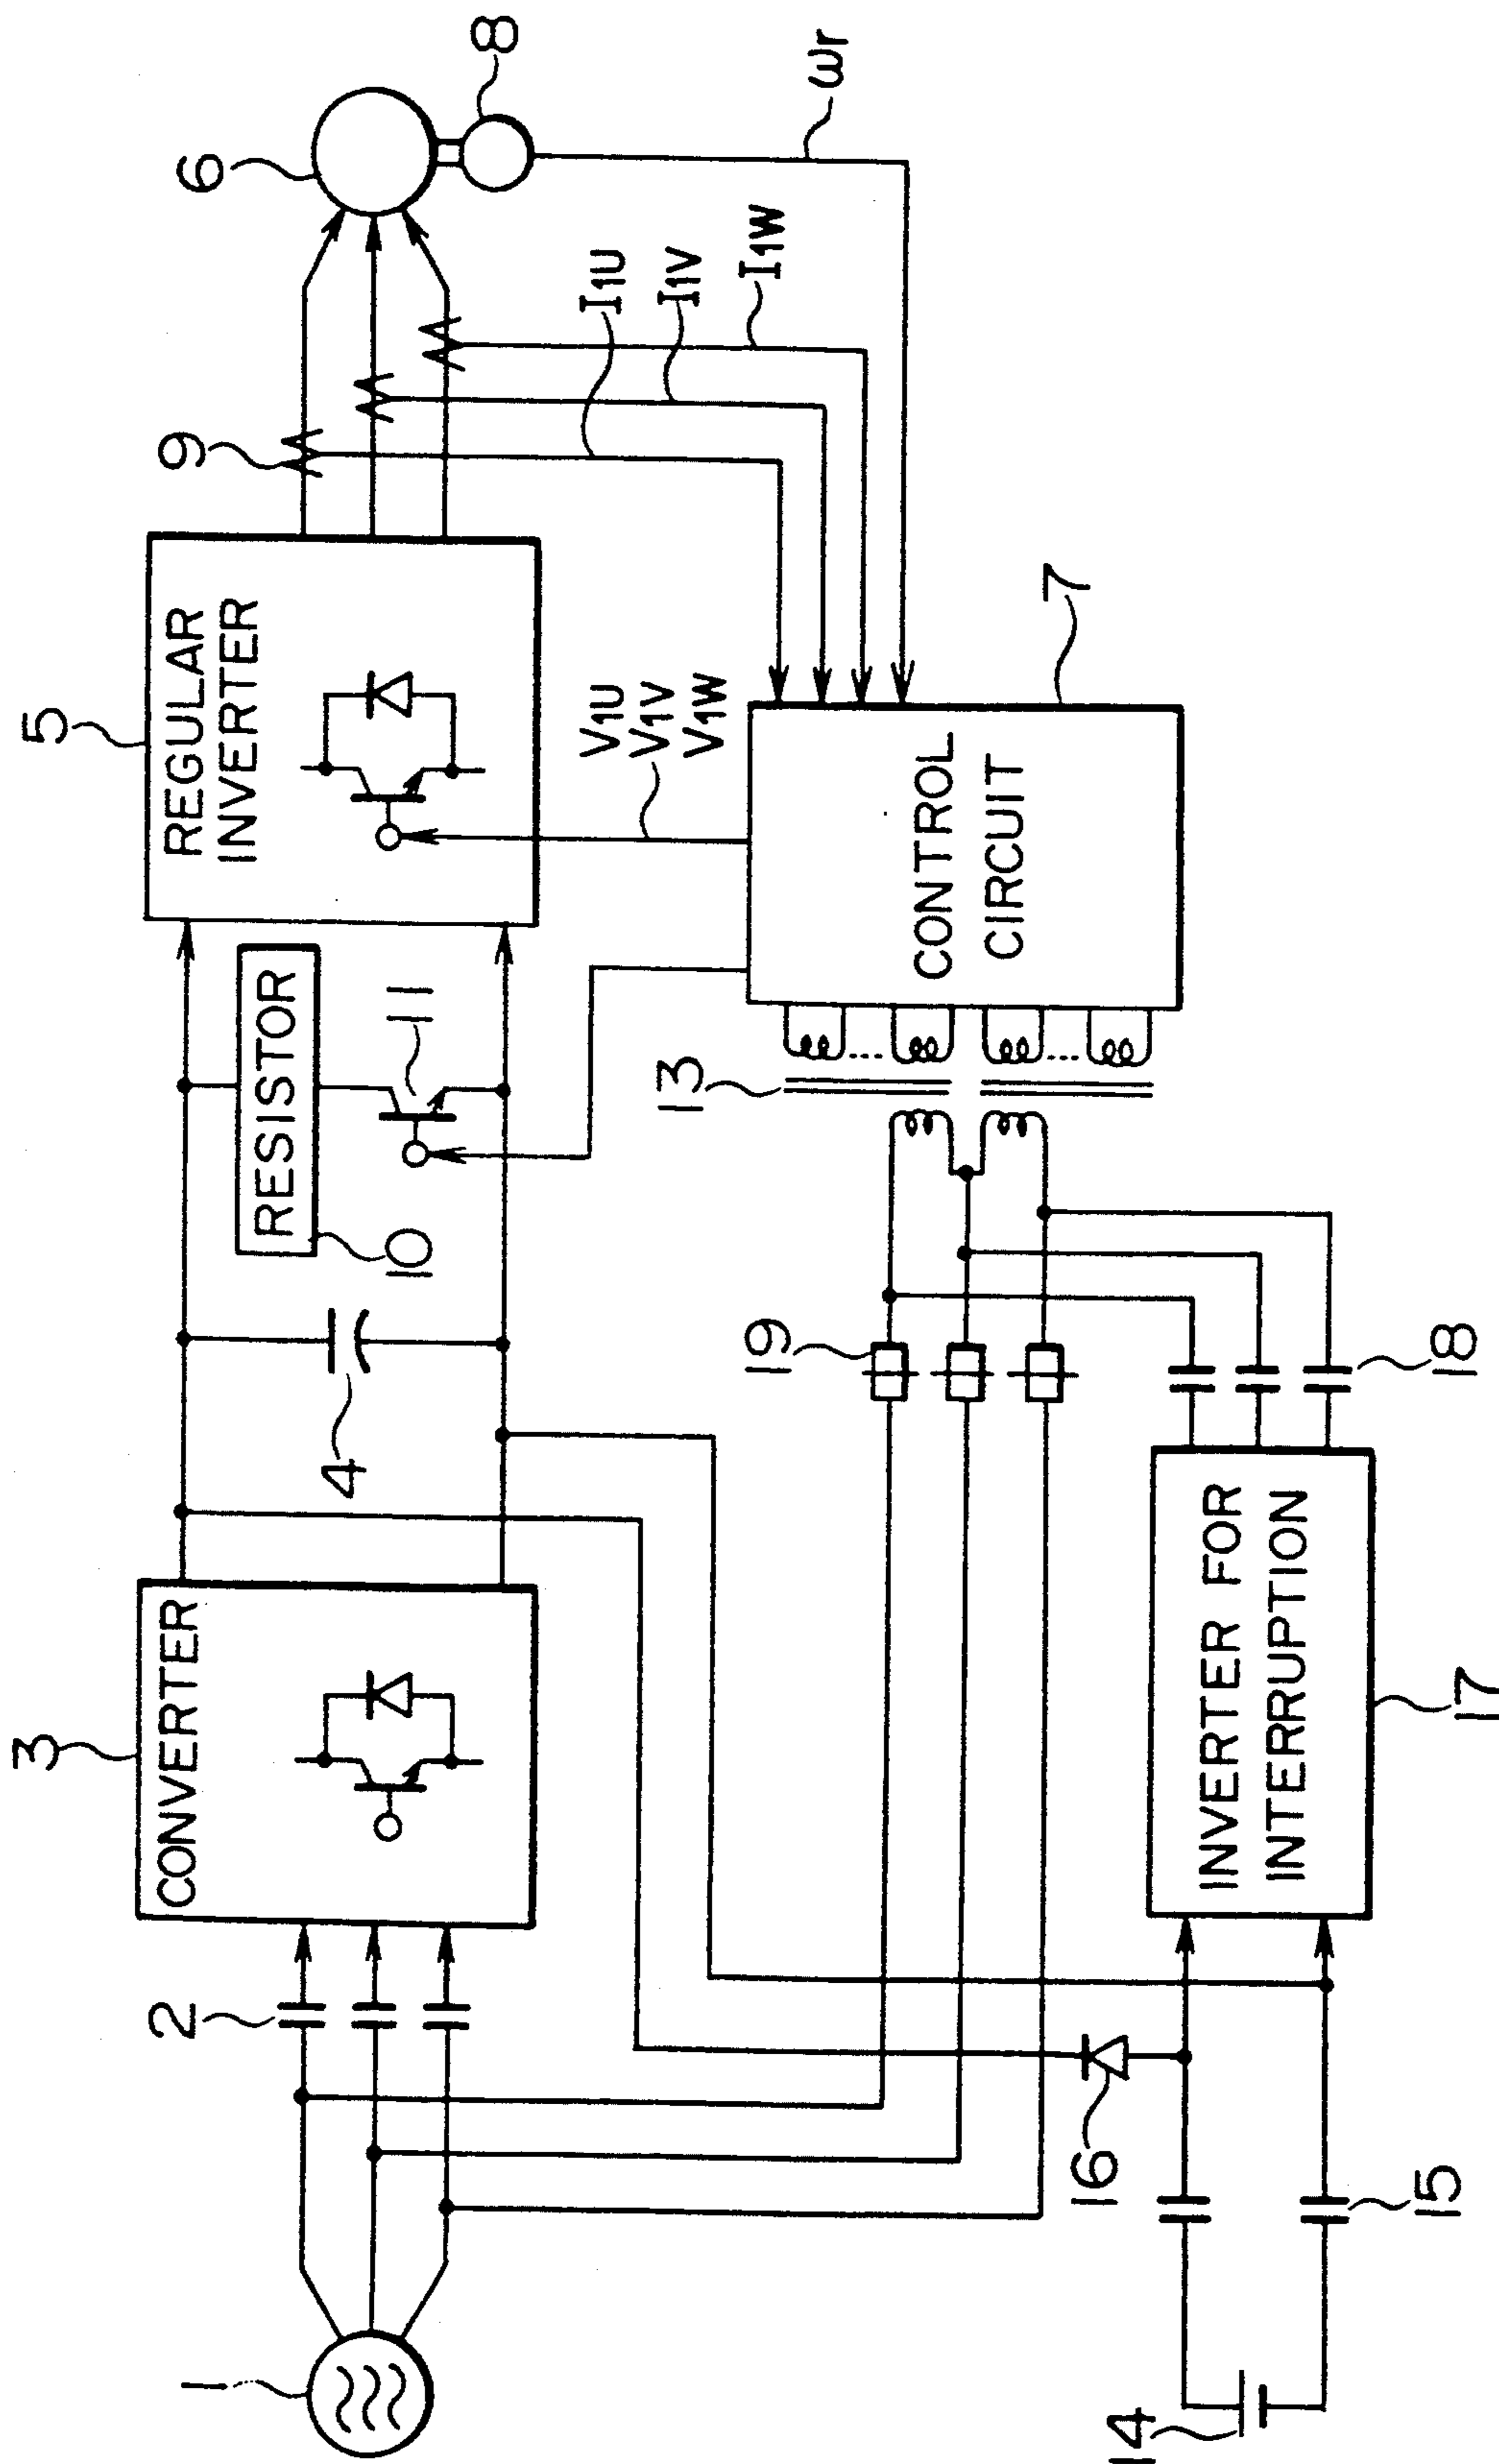 1
2
3
CONVERTER
4
10
RESISTOR
11
5
REGULAR
INVERTER
9
6
8
ωr
I1U
I1V
I1W
V1U
V1V
V1W
7
CONTROL
CIRCUIT
13
19
18
INVERTER FOR
INTERRUPTION
17
16
15
14